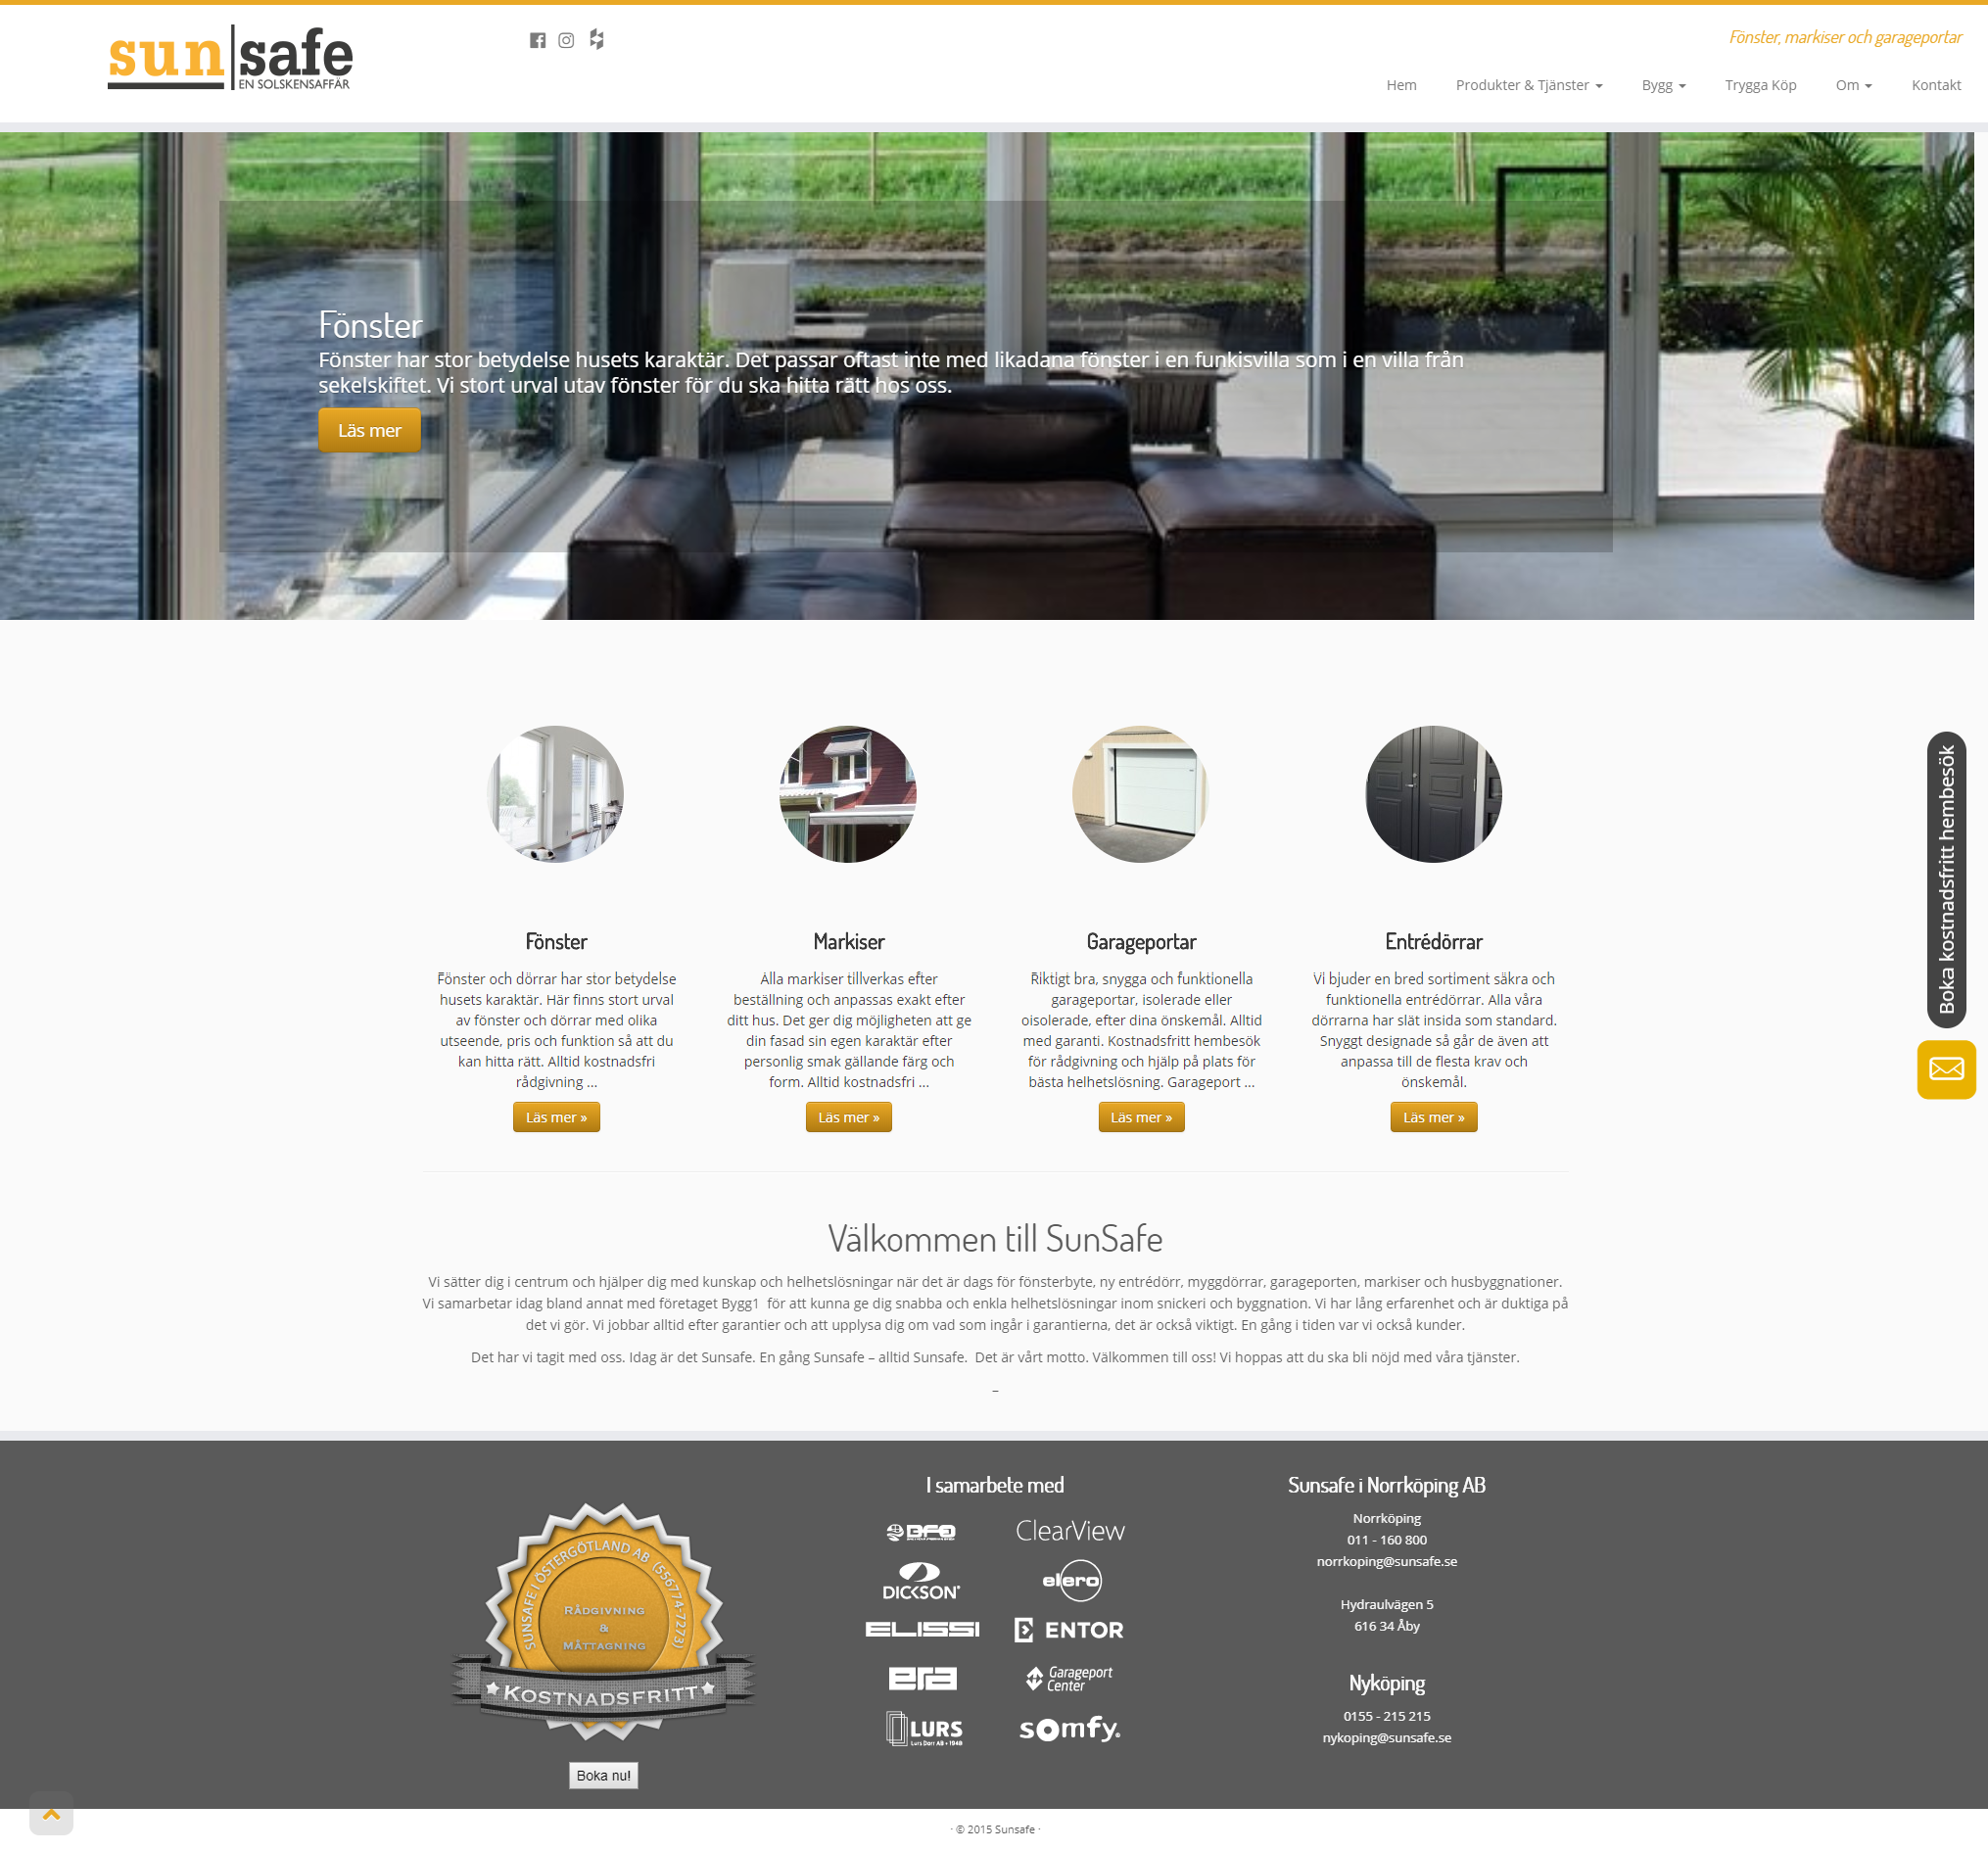 sun safe
EN SOLSKENSAFFÄR
Fönster, markiser och garageportar
Hem
Produkter & Tjänster
Bygg
Trygga Köp
Om
Kontakt
Fönster
Fönster har stor betydelse husets karaktär. Det passar oftast inte med likadana fönster i en funkisvilla som i en villa från
sekelskiftet. Vi stort urval utav fönster för du ska hitta rätt hos oss.
Läs mer
Fönster
Fönster och dörrar har stor betydelse
husets karaktär. Här finns stort urval
av fönster och dörrar med olika
utseende, pris och funktion så att du
kan hitta rätt. Alltid kostnadsfri
rådgivning ...
Läs mer »
Markiser
Alla markiser tillverkas efter
beställning och anpassas exakt efter
ditt hus. Det ger dig möjligheten att ge
din fasad sin egen karaktär efter
personlig smak gällande färg och
form. Alltid kostnadsfri ...
Läs mer »
Garageportar
Riktigt bra, snygga och funktionella
garageportar, isolerade eller
oisolerade, efter dina önskemål. Alltid
med garanti. Kostnadsfritt hembesök
för rådgivning och hjälp på plats för
bästa helhetslösning. Garageport ...
Läs mer »
Entrédörrar
Vi bjuder en bred sortiment säkra och
funktionella entrédörrar. Alla våra
dörrarna har slät insida som standard.
Snyggt designade så går de även att
anpassa till de flesta krav och
önskemål.
Läs mer »
Boka kostnadsfritt hembesök
Välkommen till SunSafe
Vi sätter dig i centrum och hjälper dig med kunskap och helhetslösningar när det är dags för fönsterbyte, ny entrédörr, myggdörrar, garageporten, markiser och husbyggnationer.
Vi samarbetar idag bland annat med företaget Bygg1  för att kunna ge dig snabba och enkla helhetslösningar inom snickeri och byggnation. Vi har lång erfarenhet och är duktiga på
det vi gör. Vi jobbar alltid efter garantier och att upplysa dig om vad som ingår i garantierna, det är också viktigt. En gång i tiden var vi också kunder.
Det har vi tagit med oss. Idag är det Sunsafe. En gång Sunsafe – alltid Sunsafe.  Det är vårt motto. Välkommen till oss! Vi hoppas att du ska bli nöjd med våra tjänster.
–
SUNSAFE I ÖSTERGÖTLAND AB (556774-7273)
RÅDGIVNING
&
MÅTTAGNING
KOSTNADSFRITT
Boka nu!
I samarbete med
BFO
ClearView
DICKSON
elero
ELISSI
ENTOR
era
Garageport
Center
LURS
Lurs Dörr AB • 1948
somfy
Sunsafe i Norrköping AB
Norrköping
011 - 160 800
norrkoping@sunsafe.se
Hydraulvägen 5
616 34 Åby
Nyköping
0155 - 215 215
nykoping@sunsafe.se
· © 2015 Sunsafe ·